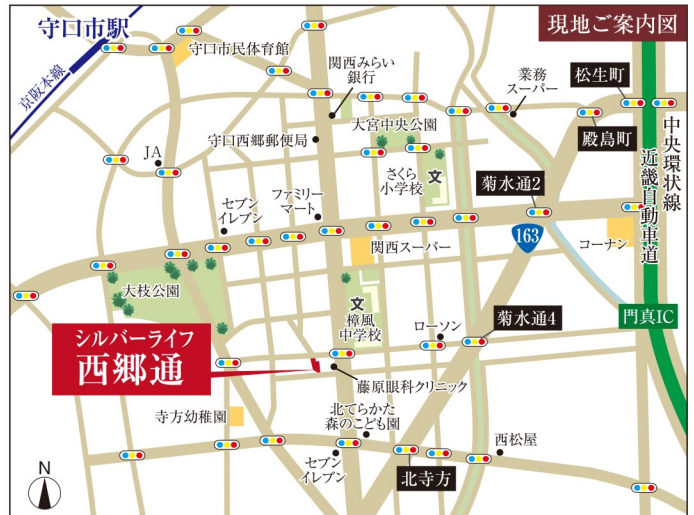 現地ご案内図
守口市駅
京阪本線
守口市民体育館
関西みらい
銀行
業務
スーパー
松生町
大宮中央公園
殿島町
中央環状線
近畿自動車道
JA
守口西郷郵便局
さくら
小学校
文
菊水通2
セブン
イレブン
ファミリー
マート
関西スーパー
163
コーナン
大枝公園
文
樟風
中学校
ローソン
菊水通4
門真IC
シルバーライフ
西郷通
藤原眼科クリニック
寺方幼稚園
北てらかた
森のこども園
セブン
イレブン
北寺方
西松屋
N